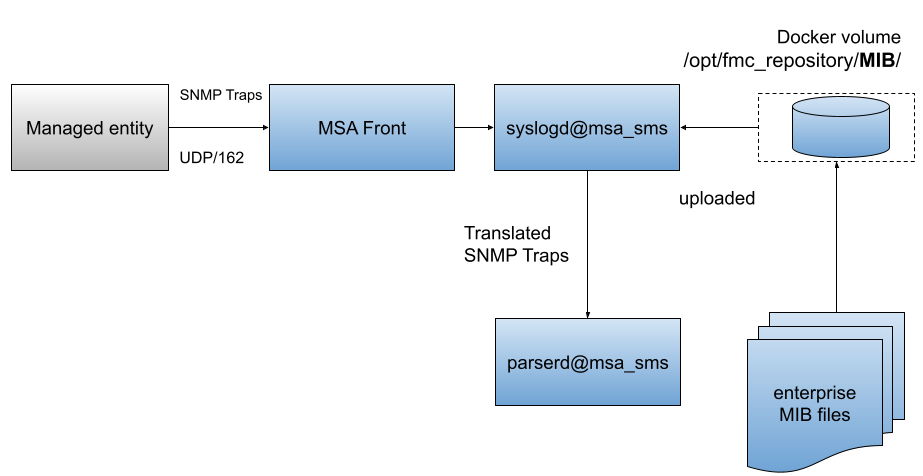 Docker volume
/opt/fmc_repository/MIB/
SNMP Traps
Managed entity
MSA Front
syslogd@msa_sms
UDP/162
uploaded
Translated
SNMP Traps
parserd@msa_sms
enterprise
MIB files